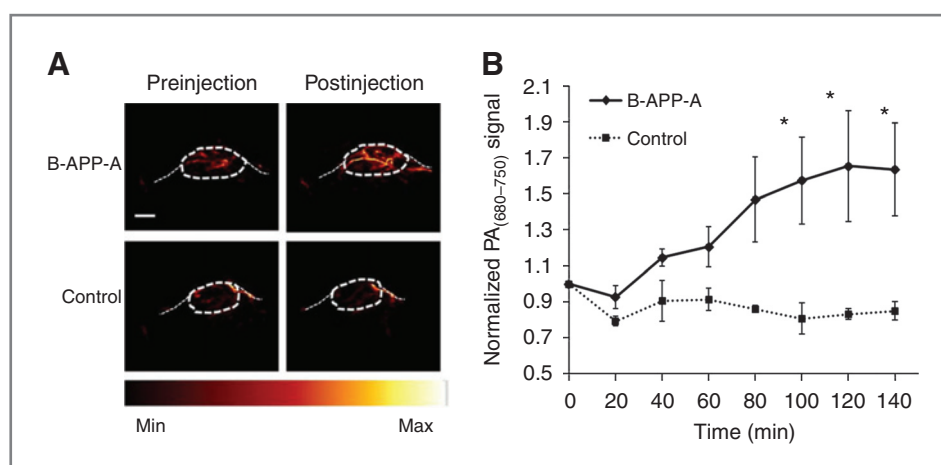 A
Preinjection Postinjection
B-APP-A
Control
Min Max
B
Normalized PA(680–750) signal
2.1
1.9
1.7
1.5
1.3
1.1
0.9
0.7
0.5
B-APP-A
Control
* * *
0 20 40 60 80 100 120 140
Time (min)